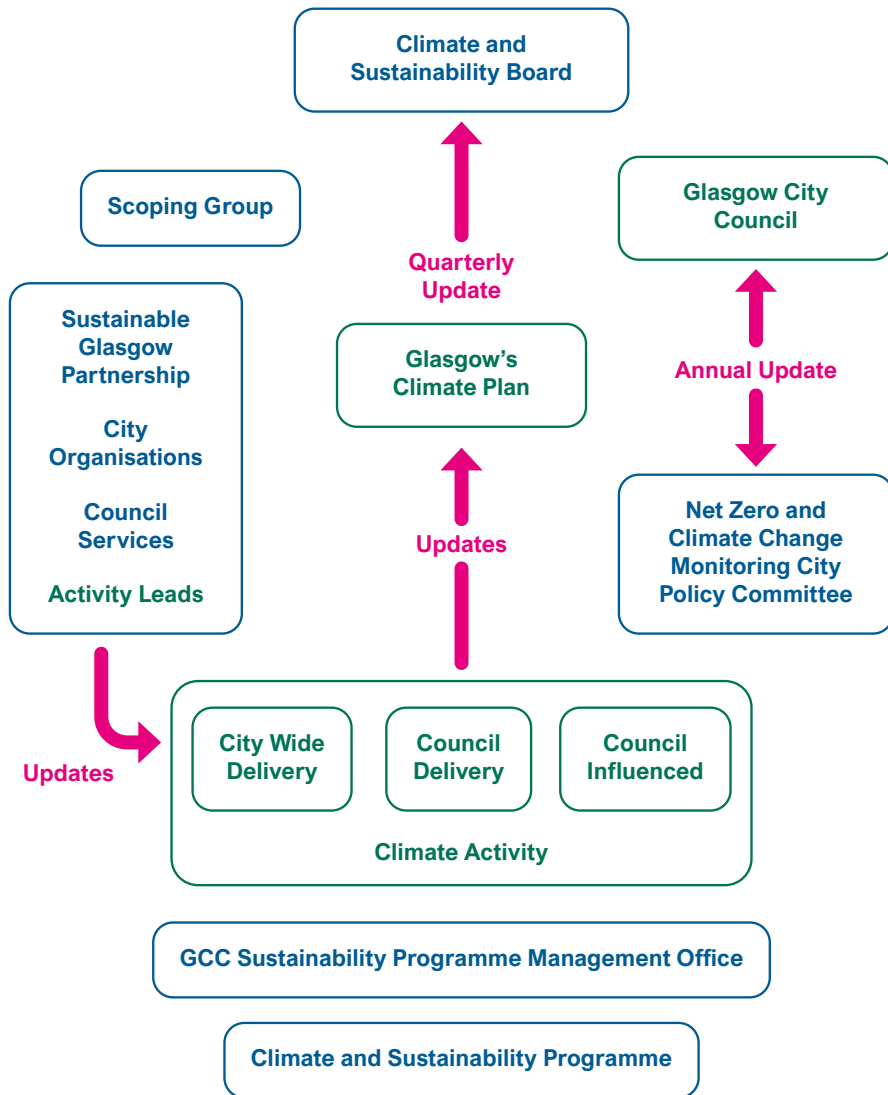 Climate and
Sustainability Board
Scoping Group
Glasgow City
Council
Quarterly
Update
Sustainable
Glasgow
Partnership
City
Organisations
Council
Services
Activity Leads
Glasgow’s
Climate Plan
Annual Update
Updates
Net Zero and
Climate Change
Monitoring City
Policy Committee
Updates
City Wide
Delivery
Council
Delivery
Council
Influenced
Climate Activity
GCC Sustainability Programme Management Office
Climate and Sustainability Programme